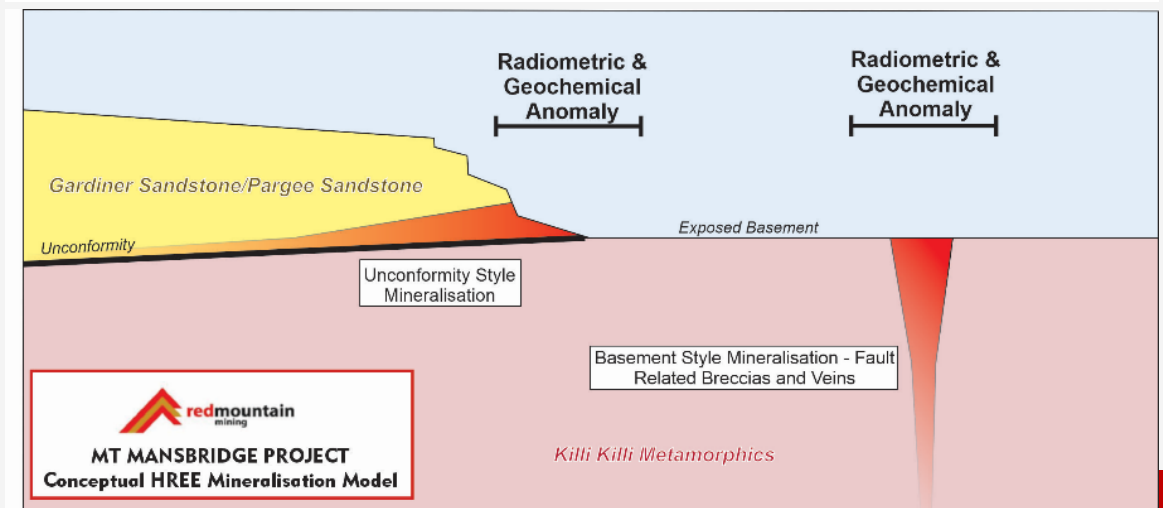 Radiometric &
Geochemical
Anomaly
Radiometric &
Geochemical
Anomaly
Gardiner Sandstone/Pargee Sandstone
Unconformity
Exposed Basement
Unconformity Style
Mineralisation
Basement Style Mineralisation - Fault
Related Breccias and Veins
redmountain
mining
MT MANSBRIDGE PROJECT
Conceptual HREE Mineralisation Model
Killi Killi Metamorphics